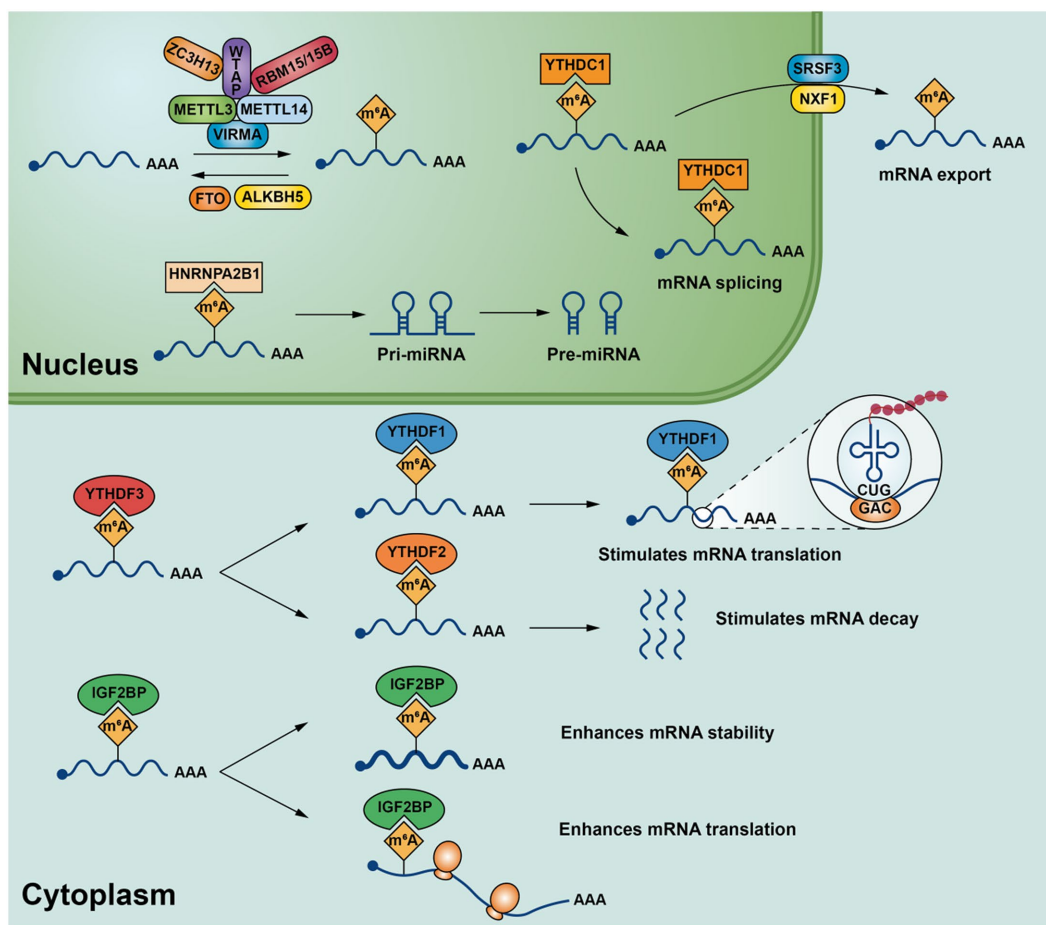 ZC3H13
WTAP
RBM15/15B
METTL3
METTL14
VIRMA
AAA
m⁶A
AAA
FTO
ALKBH5
YTHDC1
m⁶A
AAA
SRSF3
NXF1
m⁶A
AAA
mRNA export
YTHDC1
m⁶A
AAA
mRNA splicing
HNRNPA2B1
m⁶A
AAA
Pri-miRNA
Pre-miRNA
Nucleus
YTHDF3
m⁶A
AAA
YTHDF1
m⁶A
AAA
YTHDF1
m⁶A
AAA
CUG
GAC
Stimulates mRNA translation
YTHDF2
m⁶A
AAA
Stimulates mRNA decay
IGF2BP
m⁶A
AAA
IGF2BP
m⁶A
AAA
Enhances mRNA stability
IGF2BP
m⁶A
AAA
Enhances mRNA translation
Cytoplasm